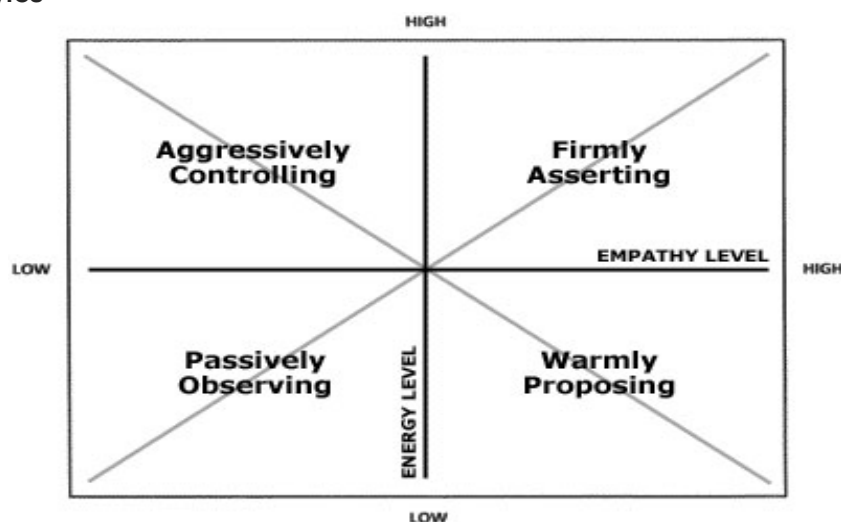 HIGH
Aggressively
Controlling
Firmly
Asserting
EMPATHY LEVEL
LOW
HIGH
Passively
Observing
Warmly
Proposing
ENERGY LEVEL
LOW